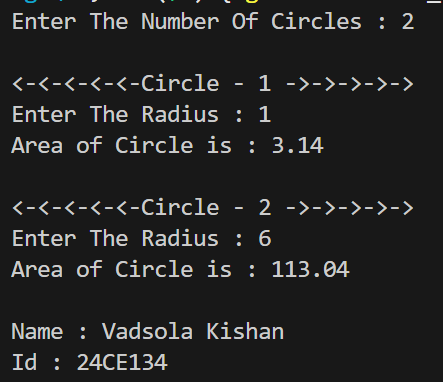 Enter The Number Of Circles : 2
<-<-<-<-<-Circle - 1 ->->->->->
Enter The Radius : 1
Area of Circle is : 3.14
<-<-<-<-<-Circle - 2 ->->->->->
Enter The Radius : 6
Area of Circle is : 113.04
Name : Vadsola Kishan
Id : 24CE134